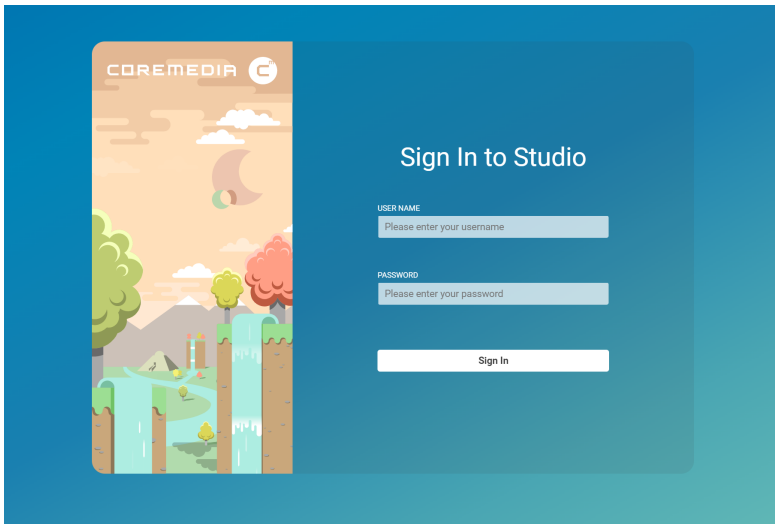 COREMEDIA C
Sign In to Studio
USER NAME
Please enter your username
PASSWORD
Please enter your password
Sign In